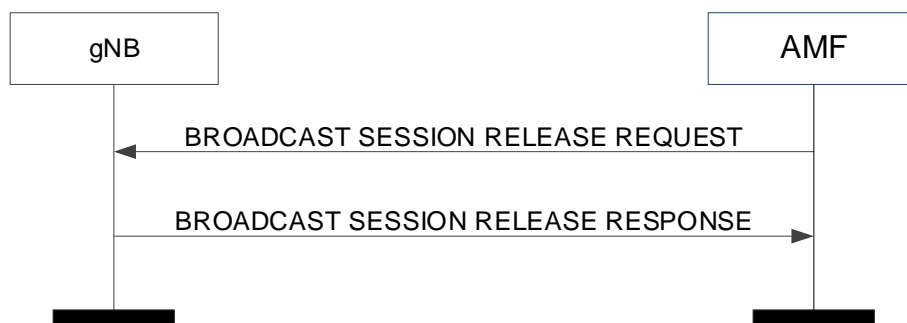 gNB
AMF
BROADCAST SESSION RELEASE REQUEST
BROADCAST SESSION RELEASE RESPONSE